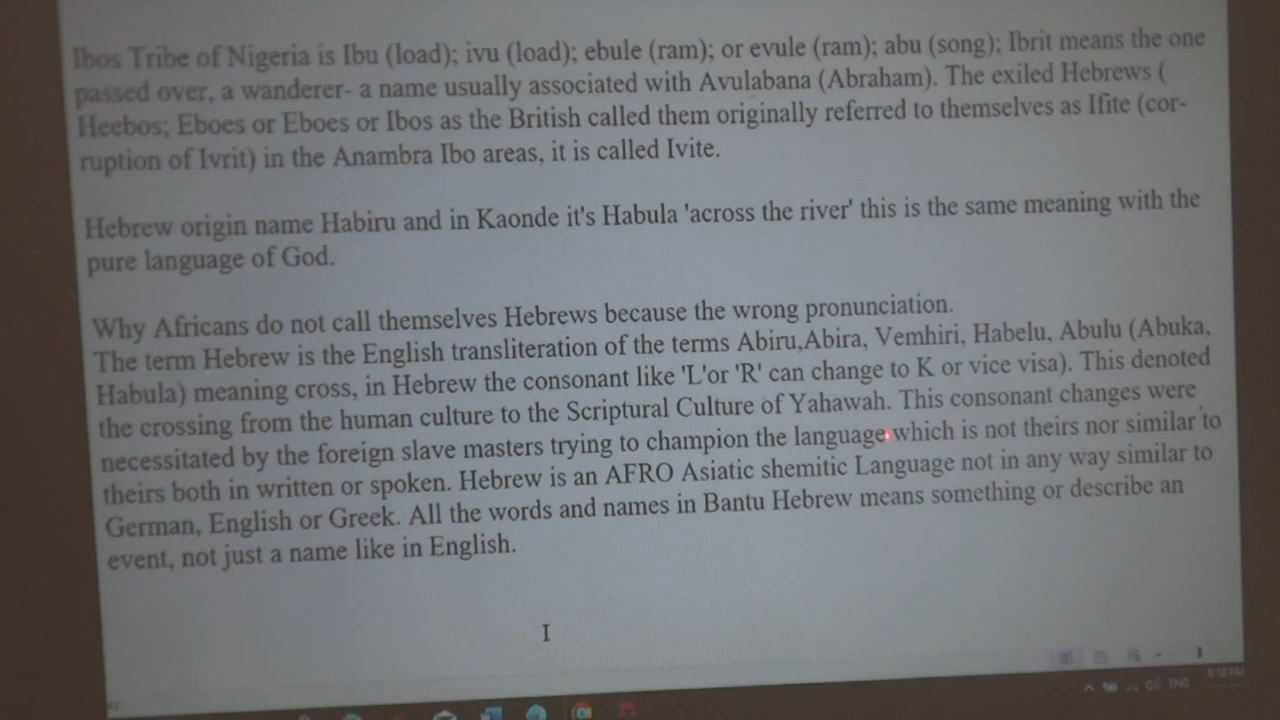 Ibos Tribe of Nigeria is Ibu (load); ivu (load); ebule (ram); or evule (ram); abu (song); Ibrit means the one
passed over, a wanderer- a name usually associated with Avulabana (Abraham). The exiled Hebrews (
Heebos; Eboes or Eboes or Ibos as the British called them originally referred to themselves as Ifite (cor-
ruption of Ivrit) in the Anambra Ibo areas, it is called Ivite.
Hebrew origin name Habiru and in Kaonde it's Habula 'across the river' this is the same meaning with the
pure language of God.
Why Africans do not call themselves Hebrews because the wrong pronunciation.
The term Hebrew is the English transliteration of the terms Abiru,Abira, Vemhiri, Habelu, Abulu (Abuka,
Habula) meaning cross, in Hebrew the consonant like 'L'or 'R' can change to K or vice visa). This denoted
the crossing from the human culture to the Scriptural Culture of Yahawah. This consonant changes were
necessitated by the foreign slave masters trying to champion the language which is not theirs nor similar to
theirs both in written or spoken. Hebrew is an AFRO Asiatic shemitic Language not in any way similar to
German, English or Greek. All the words and names in Bantu Hebrew means something or describe an
event, not just a name like in English.
ENG